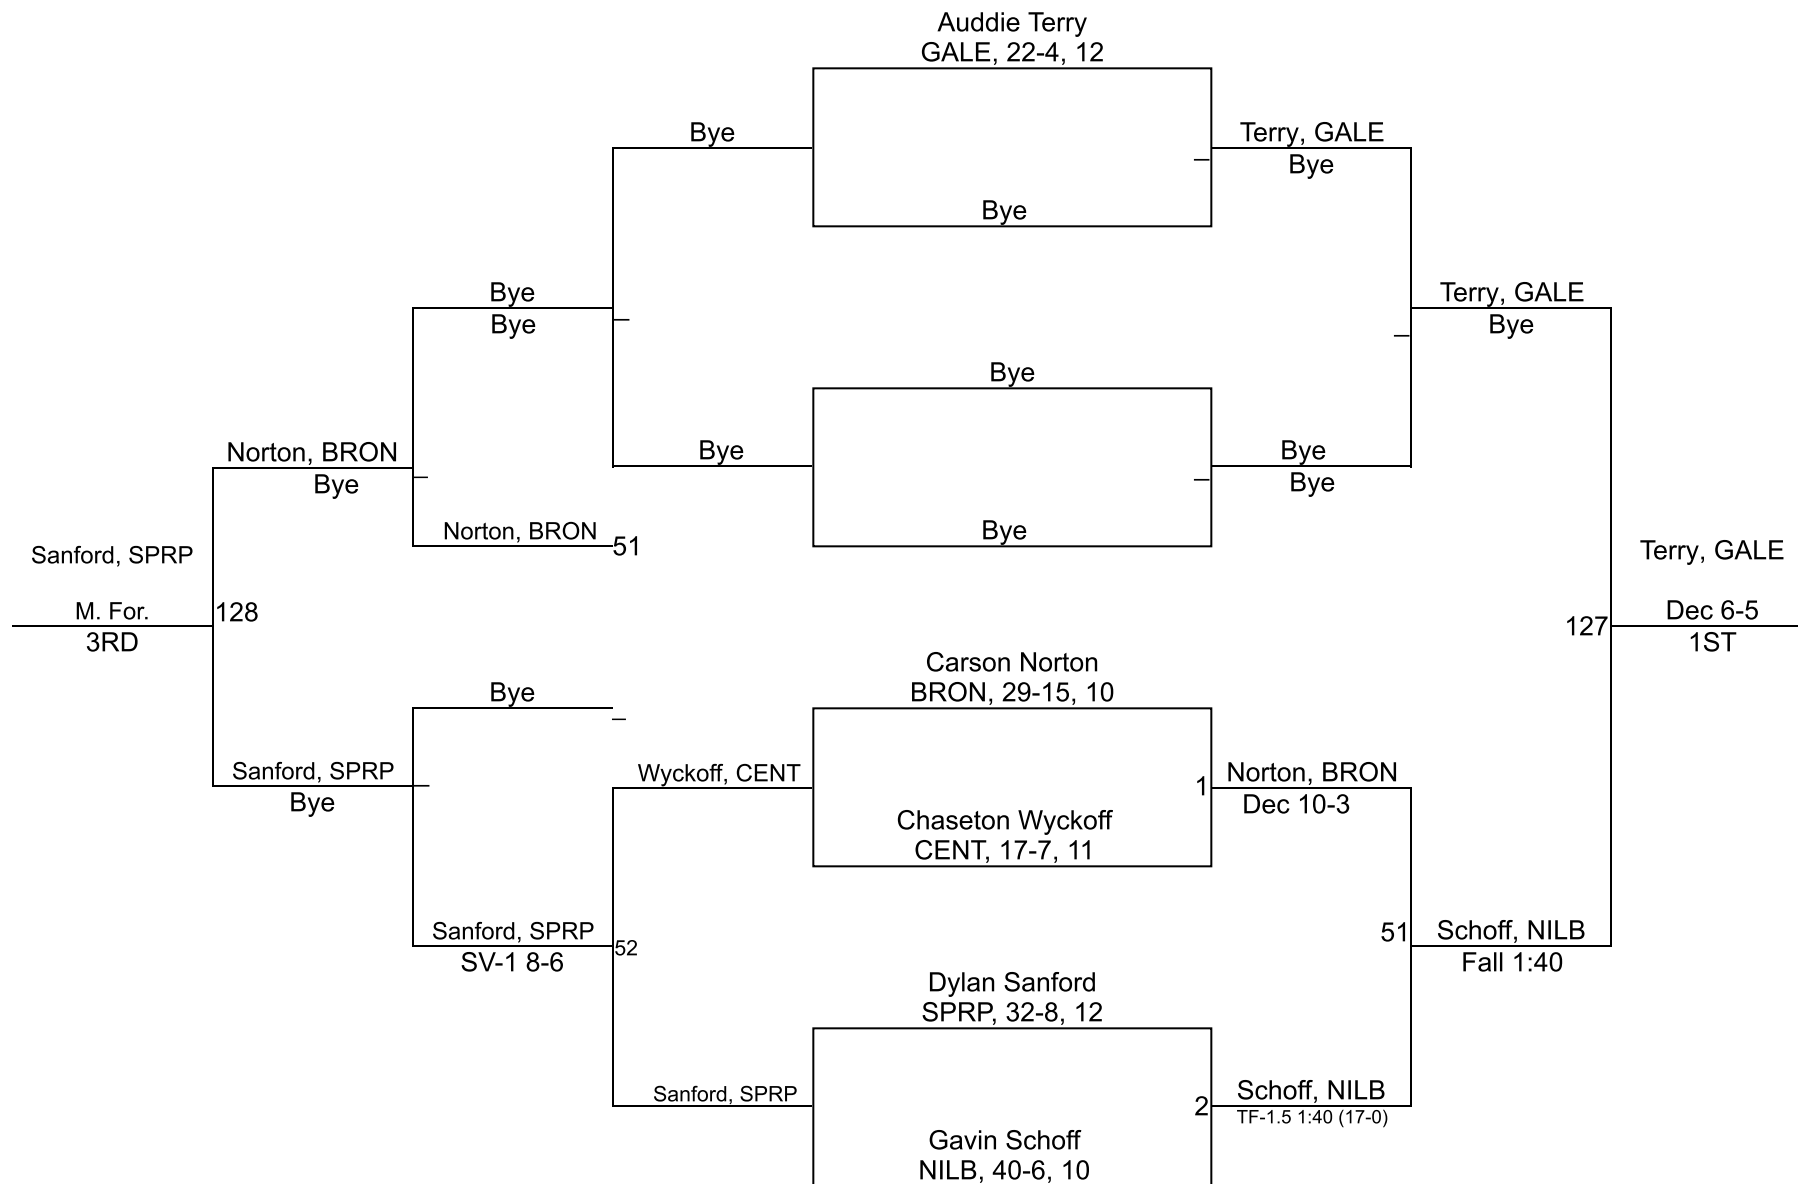 Auddie Terry
GALE, 22-4, 12
Bye
Terry, GALE
Bye
Bye
Bye
Bye
Terry, GALE
Bye
Bye
Norton, BRON
Bye
Bye
Bye
Bye
Norton, BRON
51
Bye
Sanford, SPRP
Terry, GALE
M. For.
128
3RD
127
Dec 6-5
1ST
Carson Norton
BRON, 29-15, 10
Bye
Sanford, SPRP
Bye
Wyckoff, CENT
1
Norton, BRON
Dec 10-3
Chaseton Wyckoff
CENT, 17-7, 11
Sanford, SPRP
SV-1 8-6
52
51
Schoff, NILB
Fall 1:40
Dylan Sanford
SPRP, 32-8, 12
Sanford, SPRP
2
Schoff, NILB
TF-1.5 1:40 (17-0)
Gavin Schoff
NILB, 40-6, 10